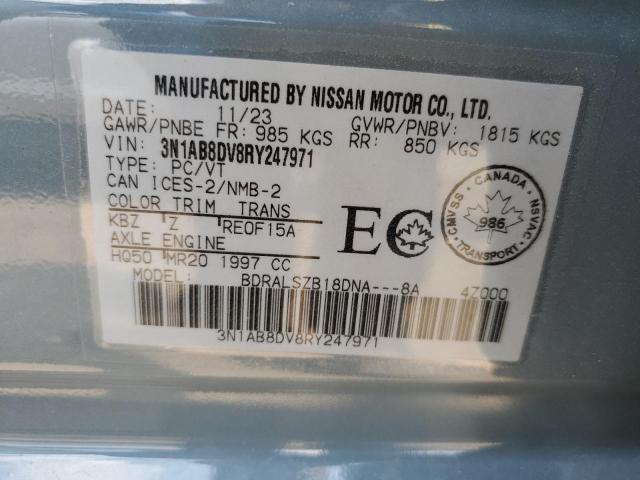 MANUFACTURED BY NISSAN MOTOR CO., LTD.
DATE: 11/23
GAWR/PNBE FR: 985 KGS GVWR/PNBV: 1815 KGS
RR: 850 KGS
VIN: 3N1AB8DV8RY247971
TYPE: PC/VT
CAN ICES-2/NMB-2
COLOR TRIM TRANS
KBZ Z RE0F15A
AXLE ENGINE
HQ50 MR20 1997 CC
MODEL: BDRALSZB18DNA---8A 4Z000
3N1AB8DV8RY247971
EC
CANADA
CMVSS NSVAC
986
TRANSPORT